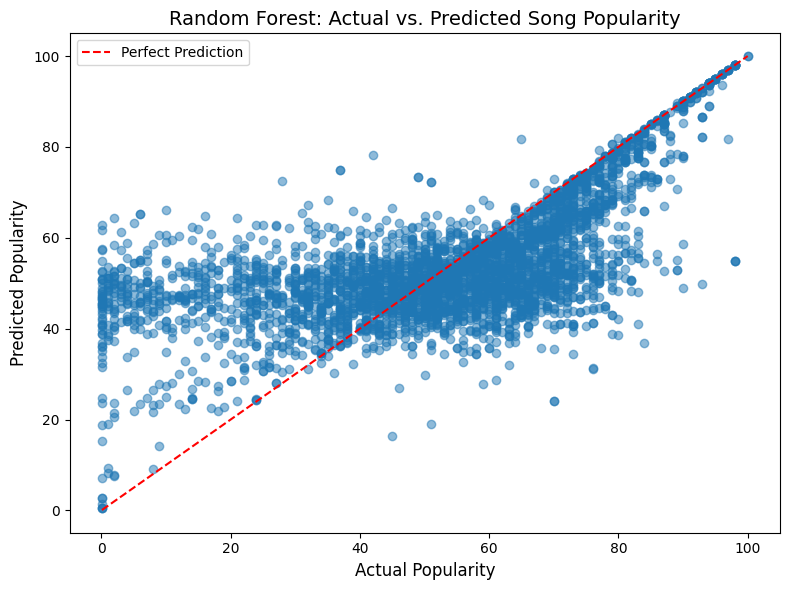 Random Forest: Actual vs. Predicted Song Popularity
Perfect Prediction
100
80
60
40
20
0
Predicted Popularity
0 20 40 60 80 100
Actual Popularity